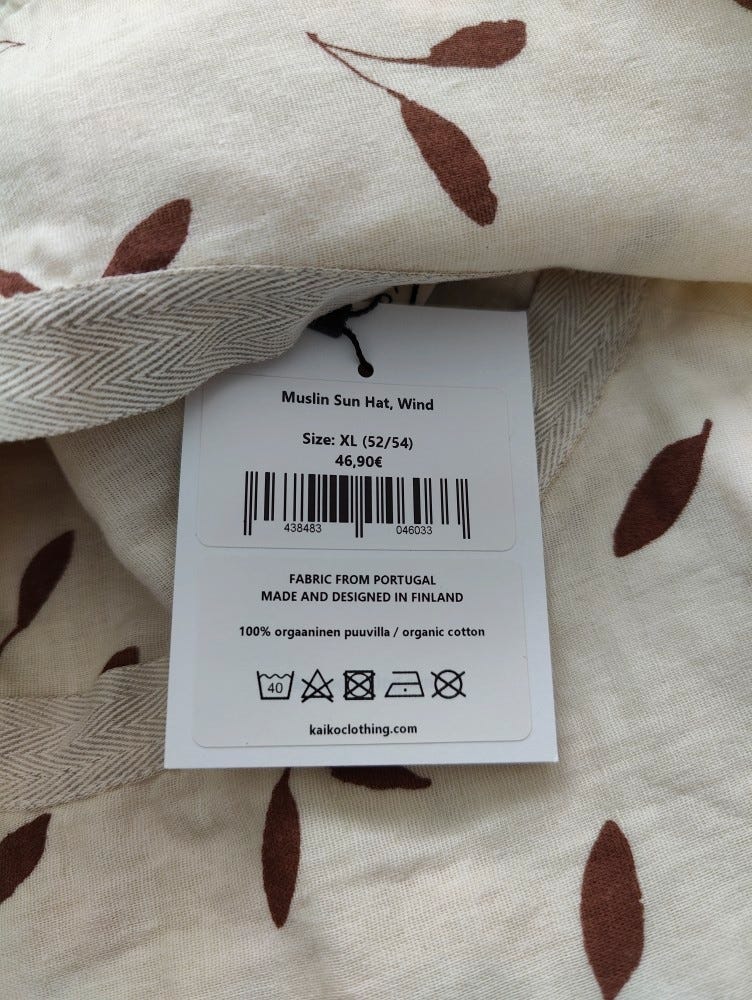 Muslin Sun Hat, Wind
Size: XL (52/54)
46,90€
438483 046033
FABRIC FROM PORTUGAL
MADE AND DESIGNED IN FINLAND
100% orgaaninen puuvilla / organic cotton
40
kaikoclothing.com